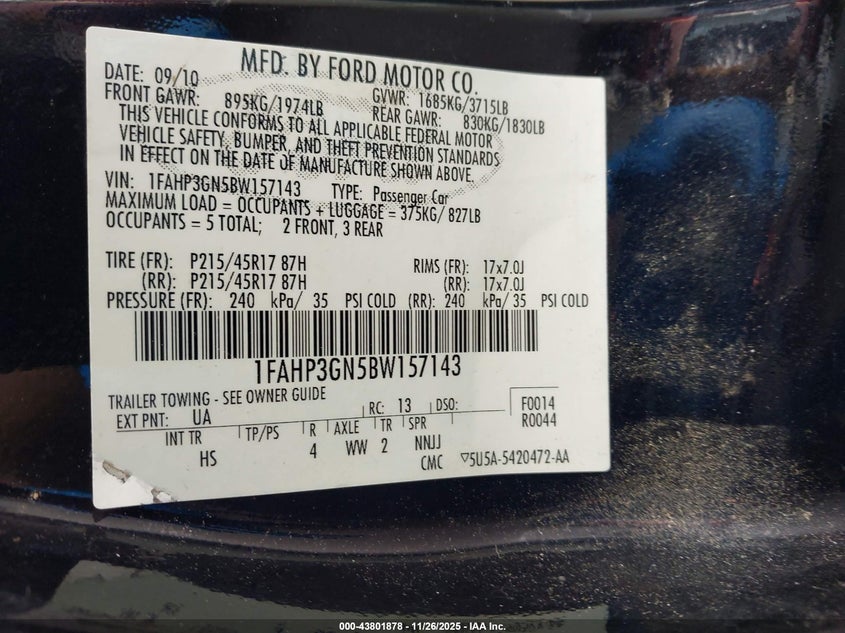 MFD. BY FORD MOTOR CO.
DATE: 09/10
FRONT GAWR: 895KG/1974LB
GVWR: 1685KG/3715LB
REAR GAWR: 830KG/1830LB
THIS VEHICLE CONFORMS TO ALL APPLICABLE FEDERAL MOTOR
VEHICLE SAFETY, BUMPER, AND THEFT PREVENTION STANDARDS
IN EFFECT ON THE DATE OF MANUFACTURE SHOWN ABOVE.
VIN: 1FAHP3GN5BW157143 TYPE: Passenger Car
MAXIMUM LOAD = OCCUPANTS + LUGGAGE = 375KG/ 827LB
OCCUPANTS = 5 TOTAL; 2 FRONT, 3 REAR
TIRE (FR): P215/45R17 87H RIMS (FR): 17x7.0J
(RR): P215/45R17 87H (RR): 17x7.0J
PRESSURE (FR): 240 kPa/ 35 PSI COLD (RR): 240 kPa/ 35 PSI COLD
1FAHP3GN5BW157143
TRAILER TOWING - SEE OWNER GUIDE
EXT PNT: UA RC: 13 DSO:
F0014
R0044
INT TR TP/PS R AXLE TR SPR
HS 4 WW 2 NNJJ
CMC ▽5U5A-5420472-AA
000-43801878 - 11/26/2025 - IAA Inc.